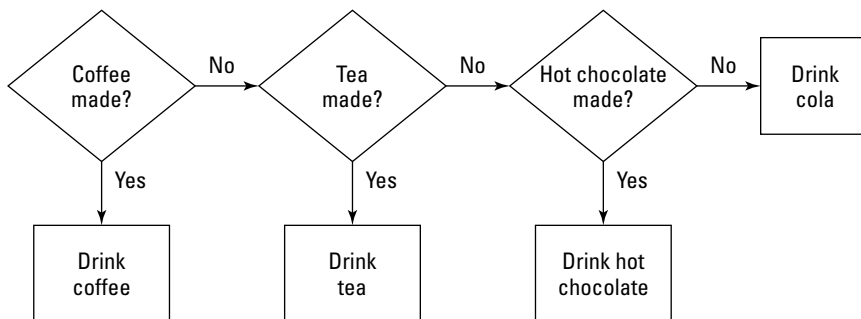 Coffee
made?
No
Tea
made?
No
Hot chocolate
made?
No
Drink
cola
Yes
Yes
Yes
Drink
coffee
Drink
tea
Drink hot
chocolate